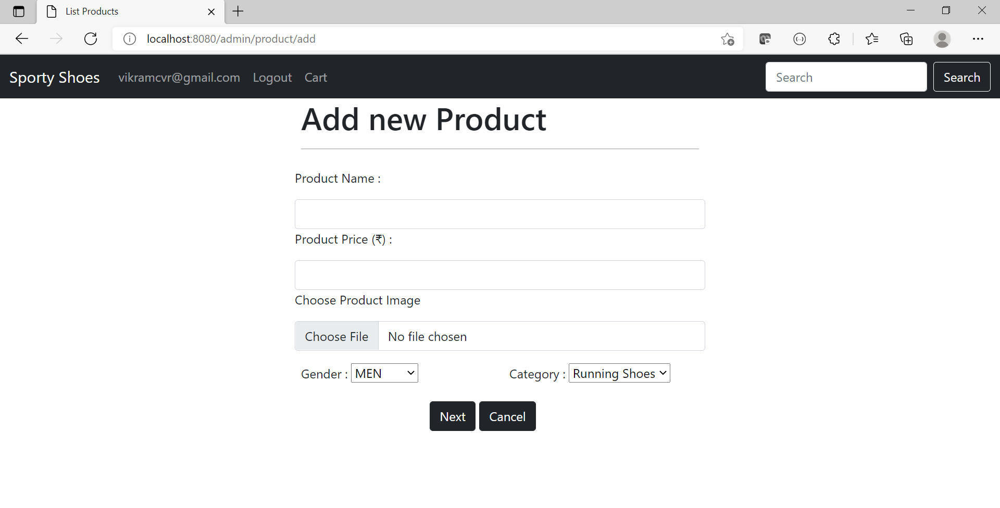 List Products
localhost:8080/admin/product/add
Sporty Shoes vikramcvr@gmail.com Logout Cart Search Search
Add new Product
Product Name :
Product Price (₹) :
Choose Product Image
Choose File No file chosen
Gender : MEN Category : Running Shoes
Next Cancel